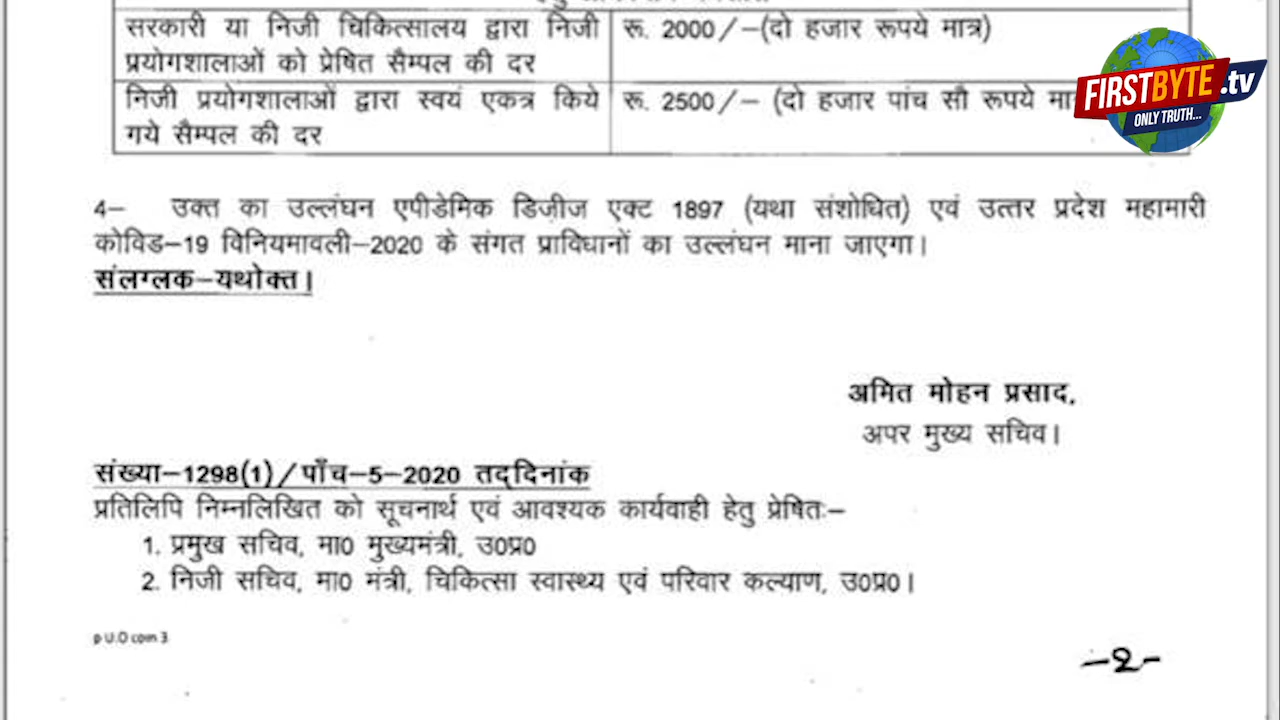 सरकारी या निजी चिकित्सालय द्वारा निजी
प्रयोगशालाओं को प्रेषित सैम्पल की दर
रू. 2000/–(दो हजार रूपये मात्र)
निजी प्रयोगशालाओं द्वारा स्वयं एकत्र किये
गये सैम्पल की दर
रू. 2500/– (दो हजार पांच सौ रूपये
FIRSTBYTE.tv
ONLY TRUTH...
4– उक्त का उल्लंघन एपीडेमिक डिज़ीज एक्ट 1897 (यथा संशोधित) एवं उत्तर प्रदेश महामारी
कोविड–19 विनियमावली–2020 के संगत प्राविधानों का उल्लंघन माना जाएगा।
संलग्लक–यथोक्त।
अमित मोहन प्रसाद,
अपर मुख्य सचिव।
संख्या–1298(1)/पाँच–5–2020 तद्दिनांक
प्रतिलिपि निम्नलिखित को सूचनार्थ एवं आवश्यक कार्यवाही हेतु प्रेषितः–
1. प्रमुख सचिव, मा0 मुख्यमंत्री, उ0प्र0
2. निजी सचिव, मा0 मंत्री, चिकित्सा स्वास्थ्य एवं परिवार कल्याण, उ0प्र0।
p U.O com 3
–2–